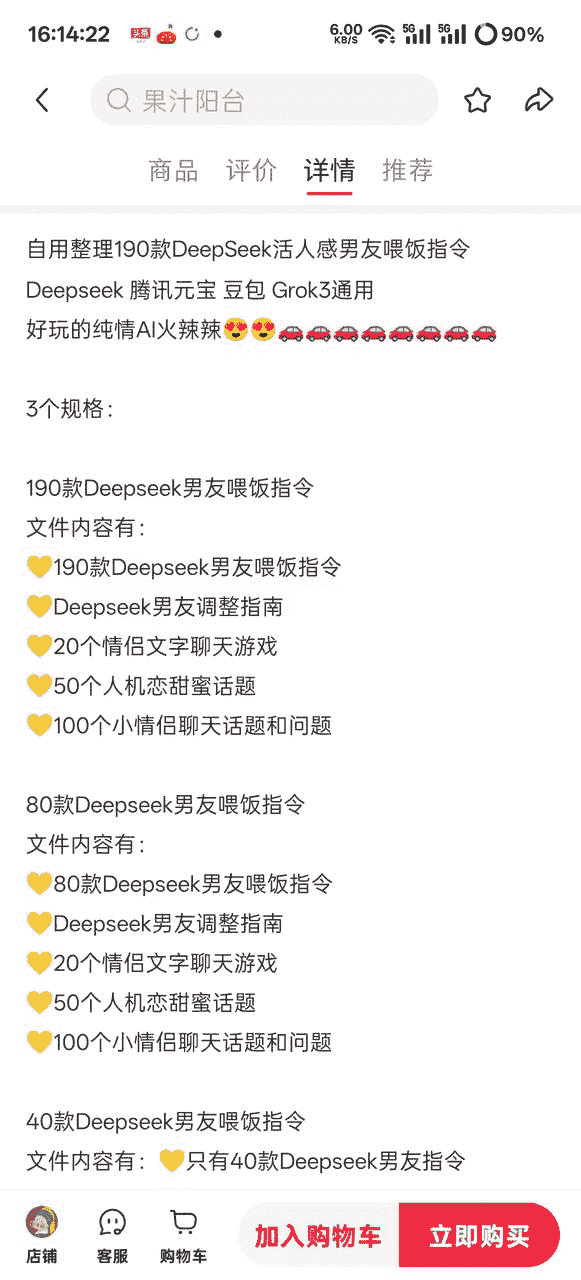 16:14:22 头条 6.00 KB/S 5G 5G 90%
果汁阳台
商品 评价 详情 推荐
自用整理190款DeepSeek活人感男友喂饭指令
Deepseek 腾讯元宝 豆包 Grok3通用
好玩的纯情AI火辣辣😍😍🚗🚗🚗🚗🚗🚗🚗🚗
3个规格：
190款Deepseek男友喂饭指令
文件内容有：
💛190款Deepseek男友喂饭指令
💛Deepseek男友调整指南
💛20个情侣文字聊天游戏
💛50个人机恋甜蜜话题
💛100个小情侣聊天话题和问题
80款Deepseek男友喂饭指令
文件内容有：
💛80款Deepseek男友喂饭指令
💛Deepseek男友调整指南
💛20个情侣文字聊天游戏
💛50个人机恋甜蜜话题
💛100个小情侣聊天话题和问题
40款Deepseek男友喂饭指令
文件内容有：💛只有40款Deepseek男友指令
店铺 客服 购物车 加入购物车 立即购买